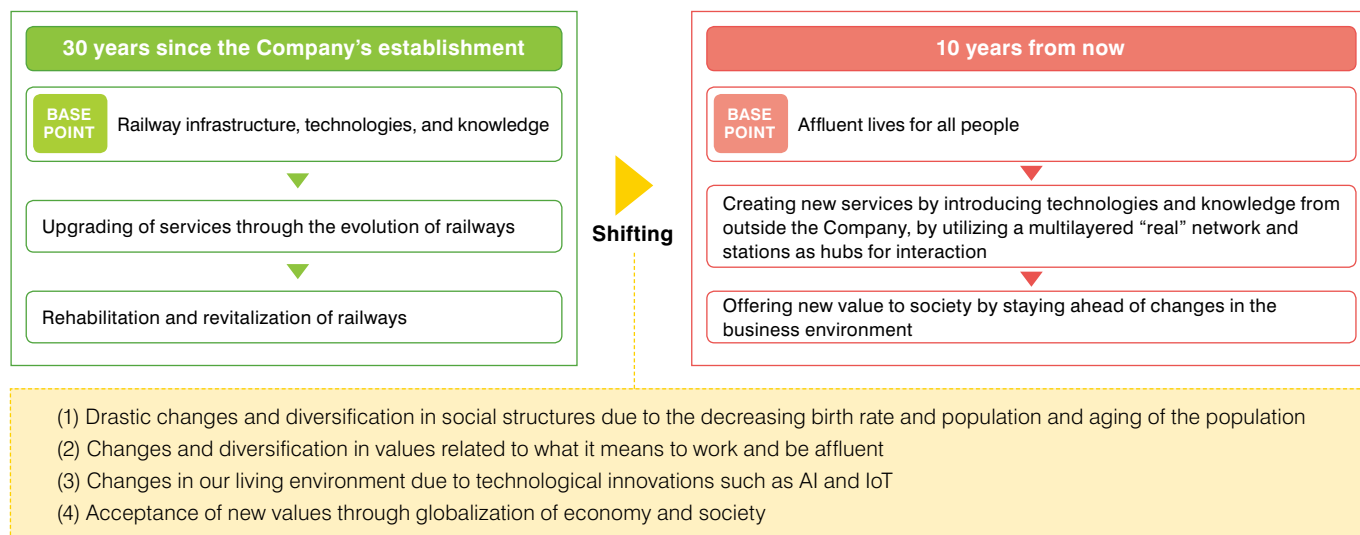 30 years since the Company’s establishment
BASE
POINT
Railway infrastructure, technologies, and knowledge
Upgrading of services through the evolution of railways
Rehabilitation and revitalization of railways
Shifting
10 years from now
BASE
POINT
Affluent lives for all people
Creating new services by introducing technologies and knowledge from
outside the Company, by utilizing a multilayered “real” network and
stations as hubs for interaction
Offering new value to society by staying ahead of changes in the
business environment
(1) Drastic changes and diversification in social structures due to the decreasing birth rate and population and aging of the population
(2) Changes and diversification in values related to what it means to work and be affluent
(3) Changes in our living environment due to technological innovations such as AI and IoT
(4) Acceptance of new values through globalization of economy and society